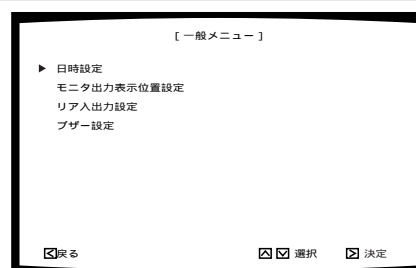 [一般メニュー]
▶ 日時設定
モニタ出力表示位置設定
リア入出力設定
ブザー設定
戻る 選択 決定